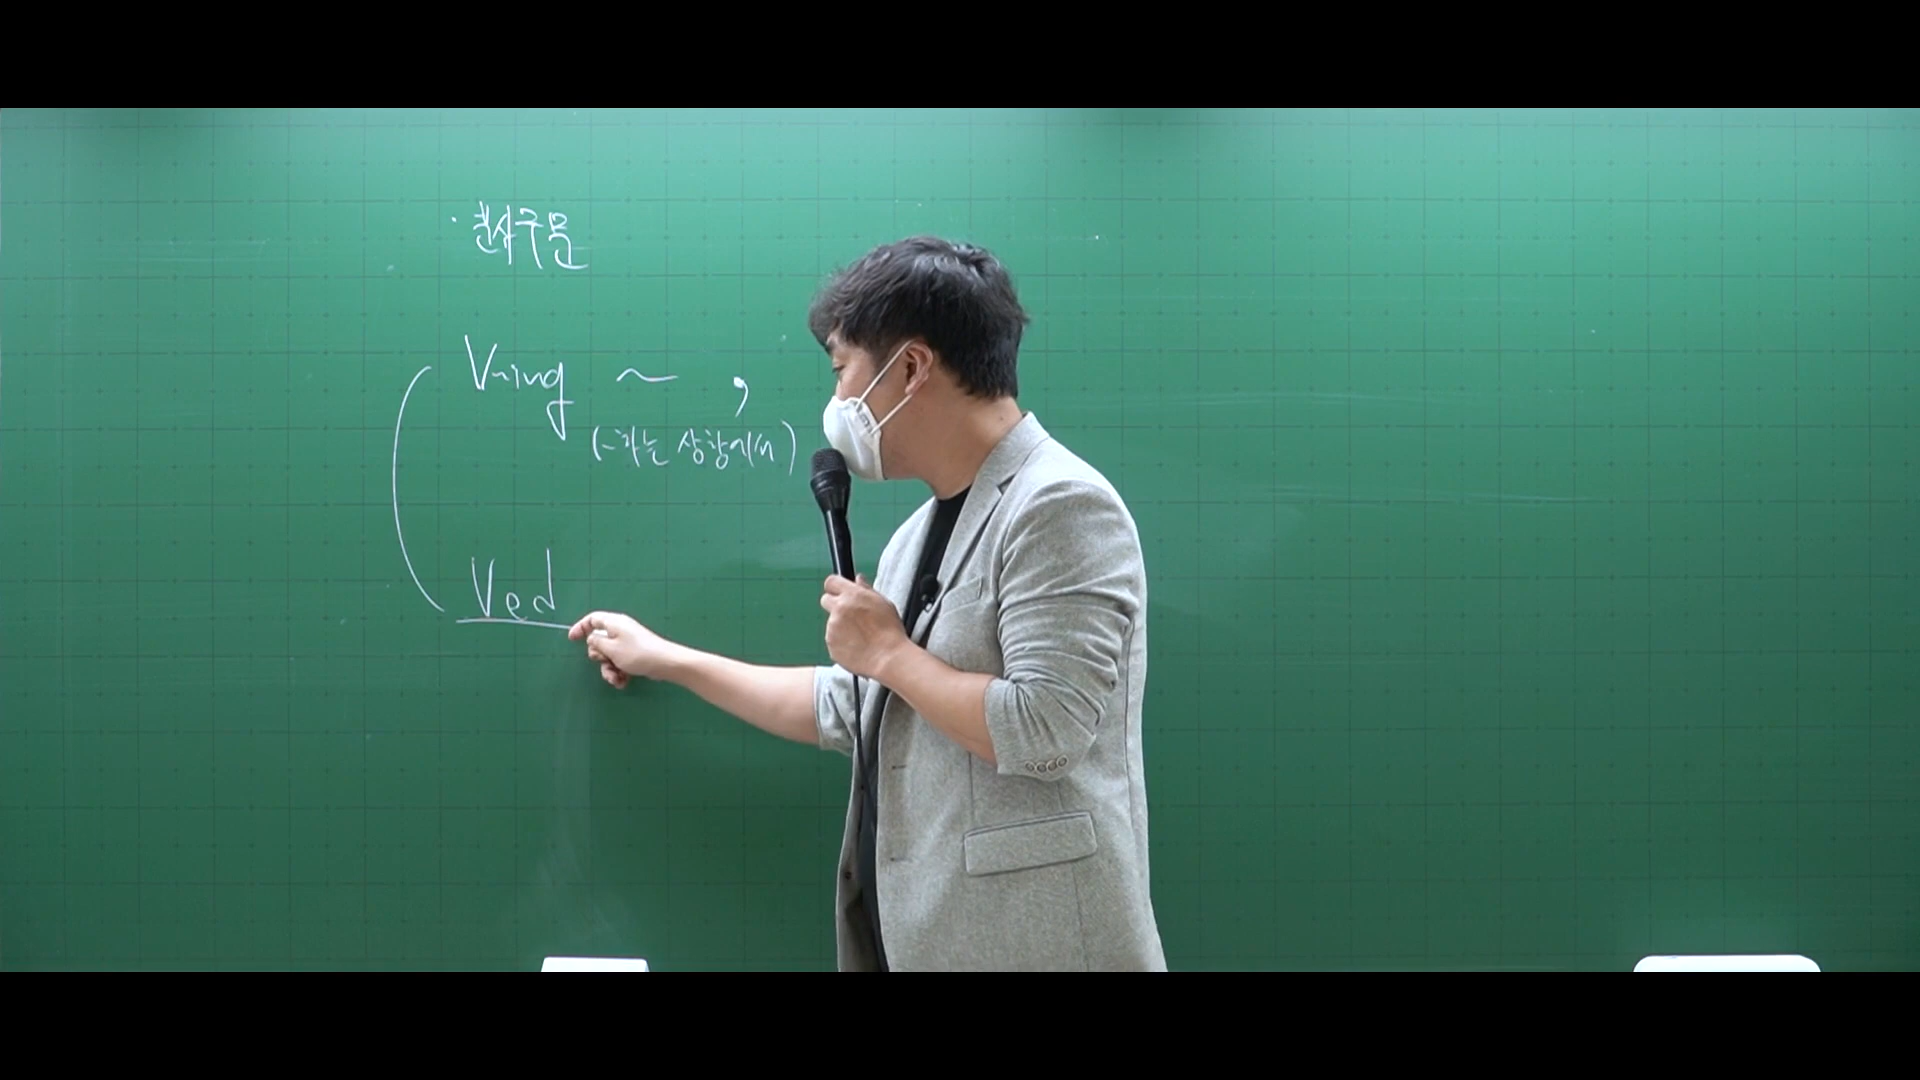 · 분사구문
V-ing ~ ,
(~하는 상황에서)
Ved